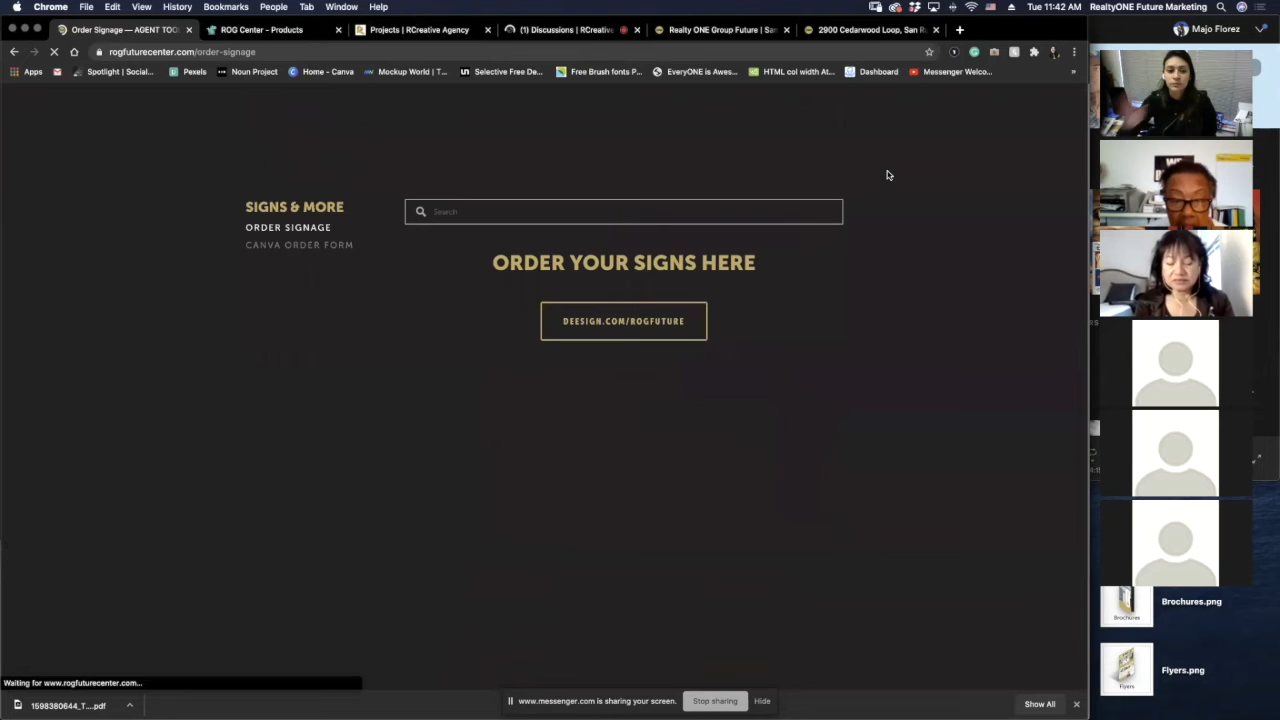 Chrome File Edit View History Bookmarks People Tab Window Help Tue 11:42 AM RealtyONE Future Marketing
Order Signage — AGENT TOO ROG Center - Products Projects | RCreative Agency (1) Discussions | RCreative Realty ONE Group Future | San 2900 Cedarwood Loop, San R
Majo Florez
rogfuturecenter.com/order-signage
Apps Spotlight | Social... Pexels Noun Project Home - Canva Mockup World | T... Selective Free De... Free Brush fonts P... EveryONE is Awes... HTML col width At... Dashboard Messenger Welco... »
SIGNS & MORE
Search
ORDER SIGNAGE
CANVA ORDER FORM
ORDER YOUR SIGNS HERE
DEESIGN.COM/ROGFUTURE
Brochures.png
Brochures
Flyers.png
Flyers
Waiting for www.rogfuturecenter.com...
1598380644_T....pdf
www.messenger.com is sharing your screen. Stop sharing Hide
Show All